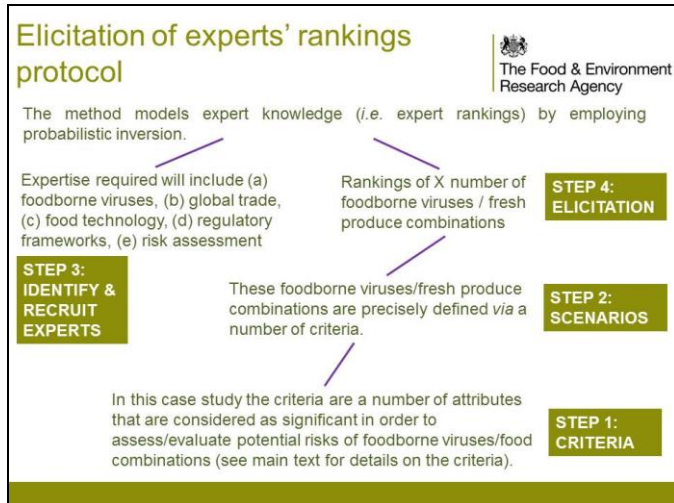 Elicitation of experts' rankings
protocol
The Food & Environment
Research Agency
The method models expert knowledge (i.e. expert rankings) by employing
probabilistic inversion.
Expertise required will include (a)
foodborne viruses, (b) global trade,
(c) food technology, (d) regulatory
frameworks, (e) risk assessment
Rankings of X number of
foodborne viruses / fresh
produce combinations
STEP 4:
ELICITATION
STEP 3:
IDENTIFY &
RECRUIT
EXPERTS
These foodborne viruses/fresh produce
combinations are precisely defined via a
number of criteria.
STEP 2:
SCENARIOS
In this case study the criteria are a number of attributes
that are considered as significant in order to
assess/evaluate potential risks of foodborne viruses/food
combinations (see main text for details on the criteria).
STEP 1:
CRITERIA